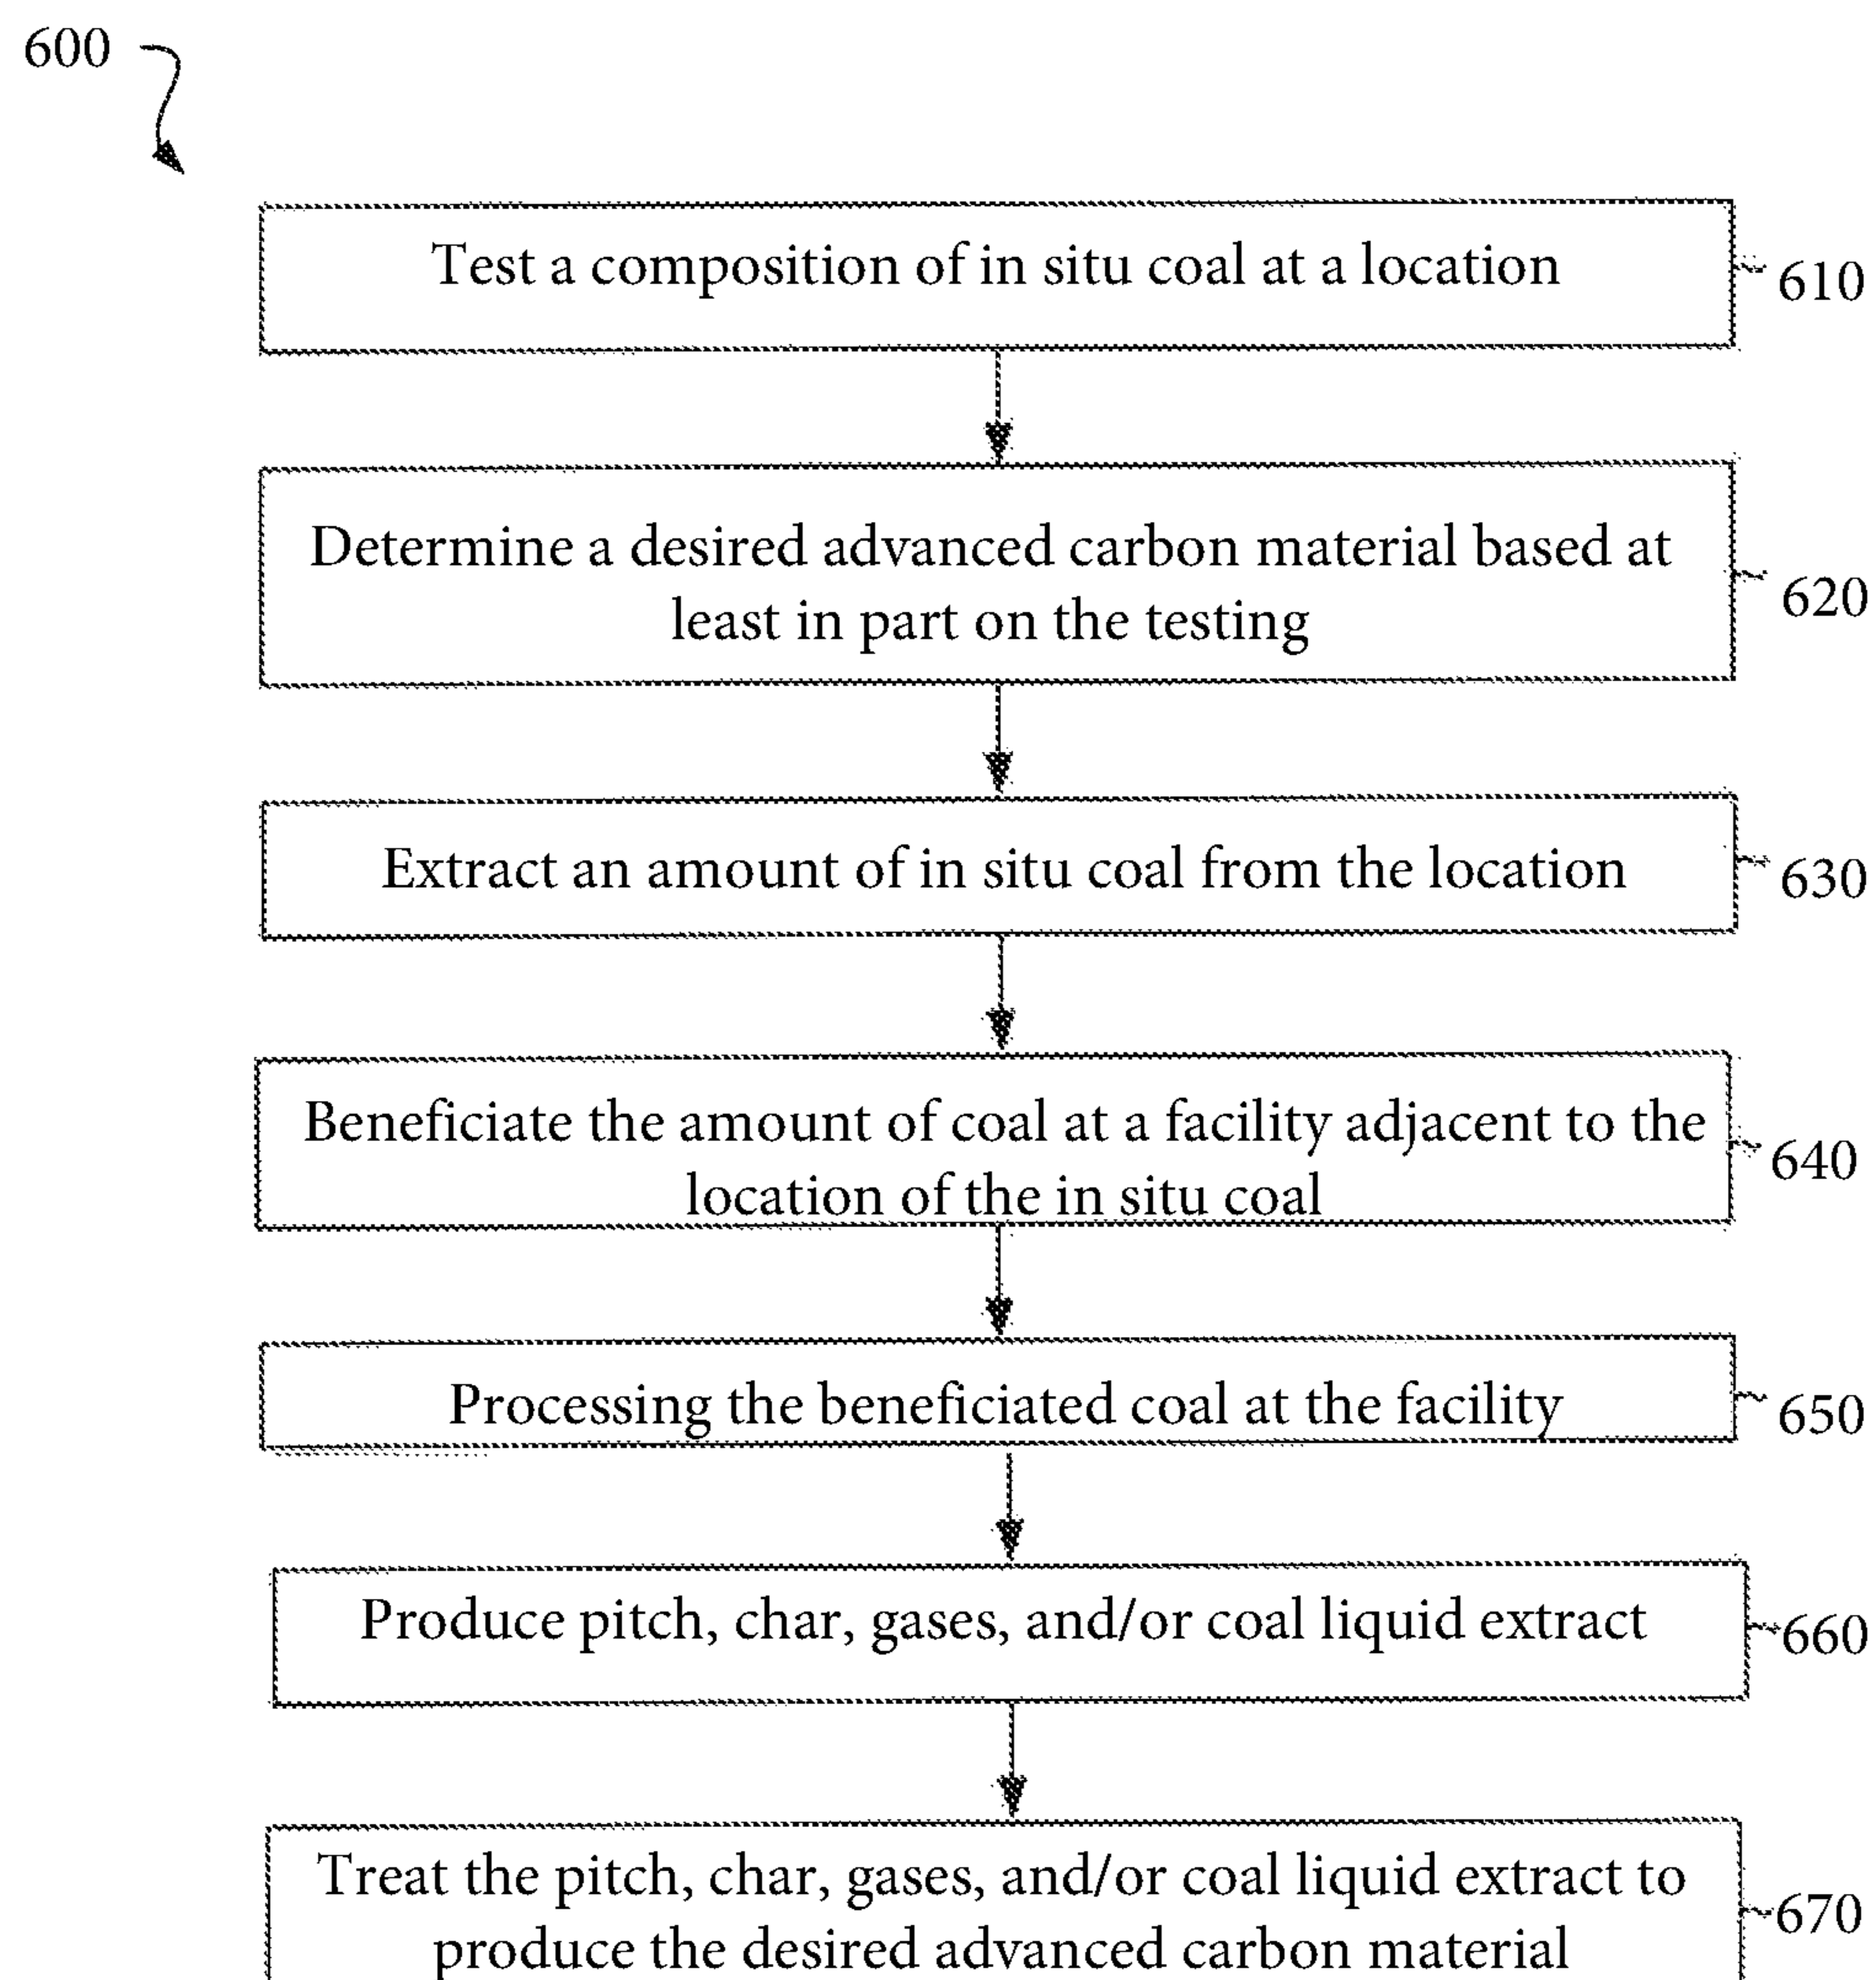 600
Test a composition of in situ coal at a location
610
Determine a desired advanced carbon material based at
least in part on the testing
620
Extract an amount of in situ coal from the location
630
Beneficiate the amount of coal at a facility adjacent to the
location of the in situ coal
640
Processing the beneficiated coal at the facility
650
Produce pitch, char, gases, and/or coal liquid extract
660
Treat the pitch, char, gases, and/or coal liquid extract to
produce the desired advanced carbon material
670